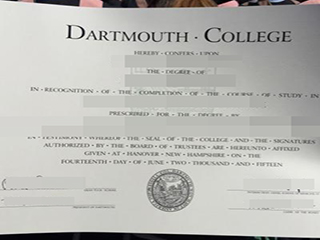 DARTMOUTH · COLLEGE
HEREBY · CONFERS · UPON
THE · DEGREE · OF
IN · RECOGNITION · OF · THE · COMPLETION · OF · THE · COURSE · OF · STUDY · IN
PRESCRIBED · FOR · THE · DEGREE · BY
IN · TESTIMONY · WHEREOF · THE · SEAL · OF · THE · COLLEGE · AND · THE · SIGNATURES
AUTHORIZED · BY · THE · BOARD · OF · TRUSTEES · ARE · HEREUNTO · AFFIXED
GIVEN · AT · HANOVER · NEW · HAMPSHIRE · ON · THE
FOURTEENTH · DAY · OF · JUNE · TWO · THOUSAND · AND · FIFTEEN